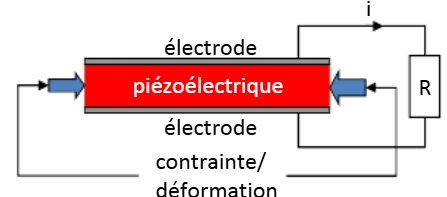 i
électrode
piézoélectrique
R
électrode
contrainte/
déformation